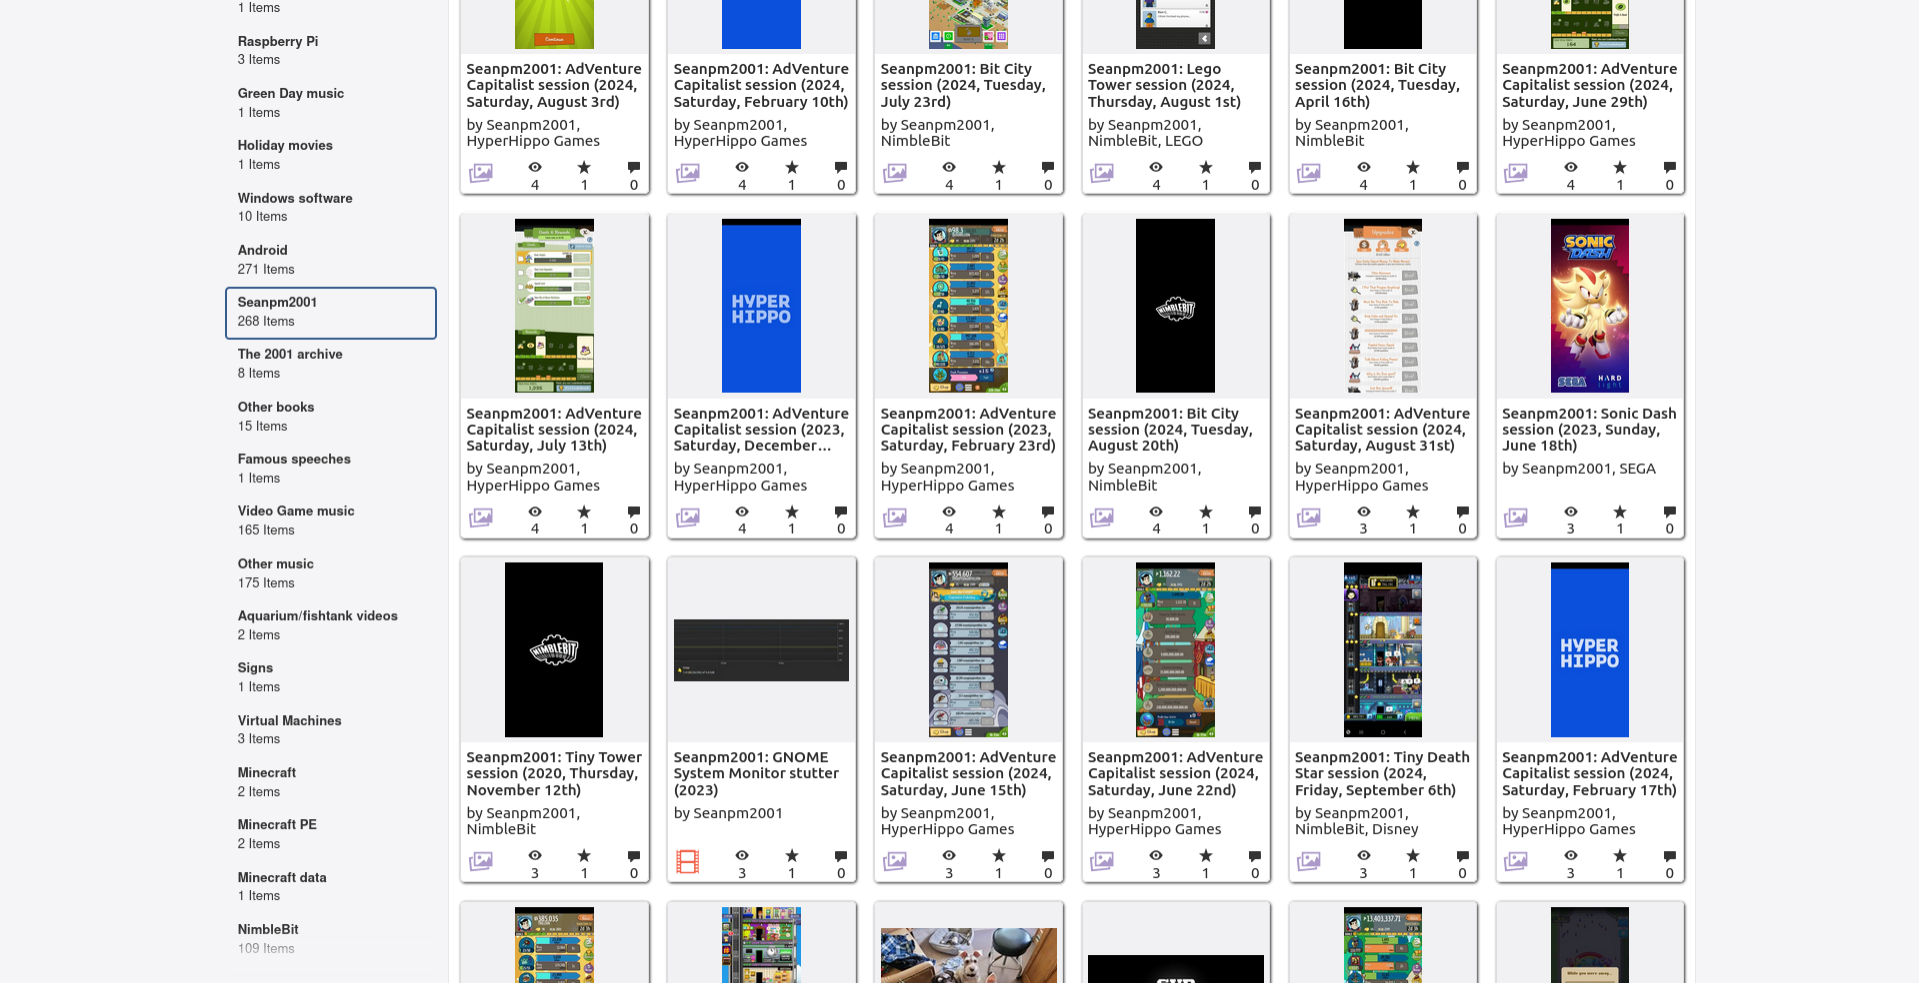 1 Items
Raspberry Pi
3 Items
Green Day music
1 Items
Holiday movies
1 Items
Windows software
10 Items
Android
271 Items
Seanpm2001
268 Items
The 2001 archive
8 Items
Other books
15 Items
Famous speeches
1 Items
Video Game music
165 Items
Other music
175 Items
Aquarium/fishtank videos
2 Items
Signs
1 Items
Virtual Machines
3 Items
Minecraft
2 Items
Minecraft PE
2 Items
Minecraft data
1 Items
NimbleBit
109 Items
Continue
Seanpm2001: AdVenture
Capitalist session (2024,
Saturday, August 3rd)
by Seanpm2001,
HyperHippo Games
4 1 0
Seanpm2001: AdVenture
Capitalist session (2024,
Saturday, February 10th)
by Seanpm2001,
HyperHippo Games
4 1 0
Seanpm2001: Bit City
session (2024, Tuesday,
July 23rd)
by Seanpm2001,
NimbleBit
4 1 0
Seanpm2001: Lego
Tower session (2024,
Thursday, August 1st)
by Seanpm2001,
NimbleBit, LEGO
4 1 0
Seanpm2001: Bit City
session (2024, Tuesday,
April 16th)
by Seanpm2001,
NimbleBit
4 1 0
Seanpm2001: AdVenture
Capitalist session (2024,
Saturday, June 29th)
by Seanpm2001,
HyperHippo Games
4 1 0
Seanpm2001: AdVenture
Capitalist session (2024,
Saturday, July 13th)
by Seanpm2001,
HyperHippo Games
4 1 0
HYPER
HIPPO
Seanpm2001: AdVenture
Capitalist session (2023,
Saturday, December...
by Seanpm2001,
HyperHippo Games
4 1 0
Seanpm2001: AdVenture
Capitalist session (2023,
Saturday, February 23rd)
by Seanpm2001,
HyperHippo Games
4 1 0
NIMBLEBIT
Seanpm2001: Bit City
session (2024, Tuesday,
August 20th)
by Seanpm2001,
NimbleBit
4 1 0
Upgrades
Seanpm2001: AdVenture
Capitalist session (2024,
Saturday, August 31st)
by Seanpm2001,
HyperHippo Games
3 1 0
SONIC
DASH
SEGA HARD
light
Seanpm2001: Sonic Dash
session (2023, Sunday,
June 18th)
by Seanpm2001, SEGA
3 1 0
NIMBLEBIT
Seanpm2001: Tiny Tower
session (2020, Thursday,
November 12th)
by Seanpm2001,
NimbleBit
3 1 0
Seanpm2001: GNOME
System Monitor stutter
(2023)
by Seanpm2001
3 1 0
554.607
Seanpm2001: AdVenture
Capitalist session (2024,
Saturday, June 15th)
by Seanpm2001,
HyperHippo Games
3 1 0
1,162.22
Seanpm2001: AdVenture
Capitalist session (2024,
Saturday, June 22nd)
by Seanpm2001,
HyperHippo Games
3 1 0
Seanpm2001: Tiny Death
Star session (2024,
Friday, September 6th)
by Seanpm2001,
NimbleBit, Disney
3 1 0
HYPER
HIPPO
Seanpm2001: AdVenture
Capitalist session (2024,
Saturday, February 17th)
by Seanpm2001,
HyperHippo Games
3 1 0
385.035
13,403,337.71
While you were away...